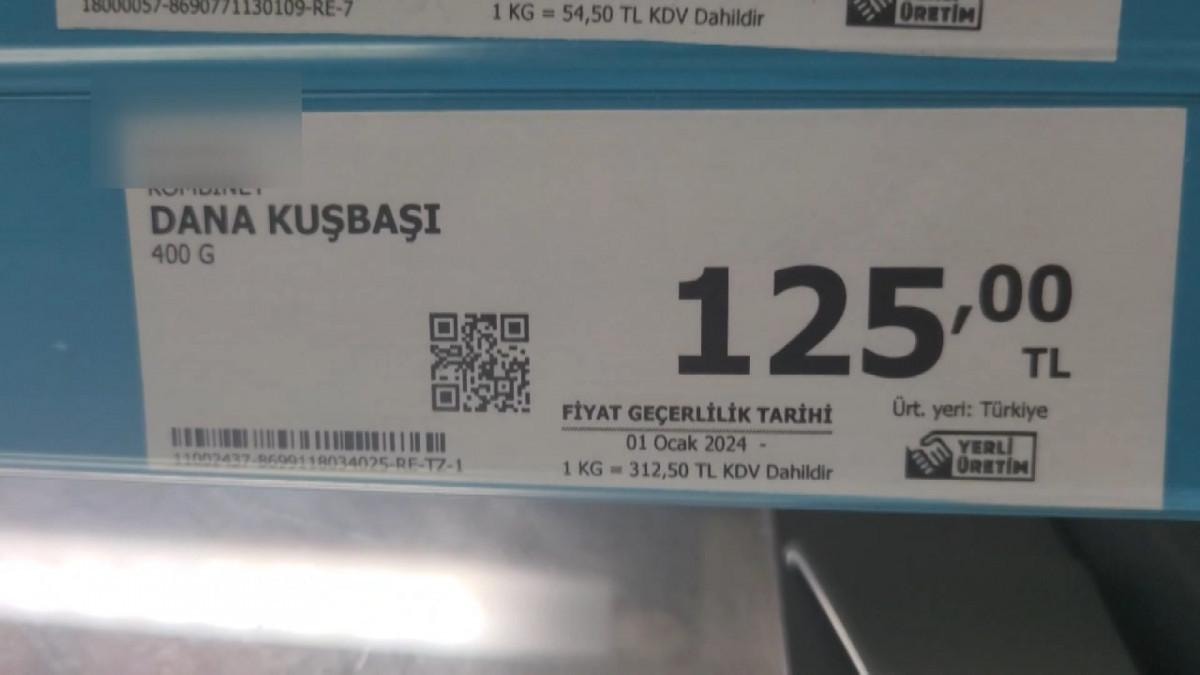 18000057-8690771130109-RE-7
1 KG = 54,50 TL KDV Dahildir
ÜRETİM
KOMBİNET
DANA KUŞBAŞI
400 G
125,00
TL
FİYAT GEÇERLİLİK TARİHİ
01 Ocak 2024 -
1 KG = 312,50 TL KDV Dahildir
Ürt. yeri: Türkiye
YERLİ
ÜRETİM
11002437-8699118034025-RE-TZ-1